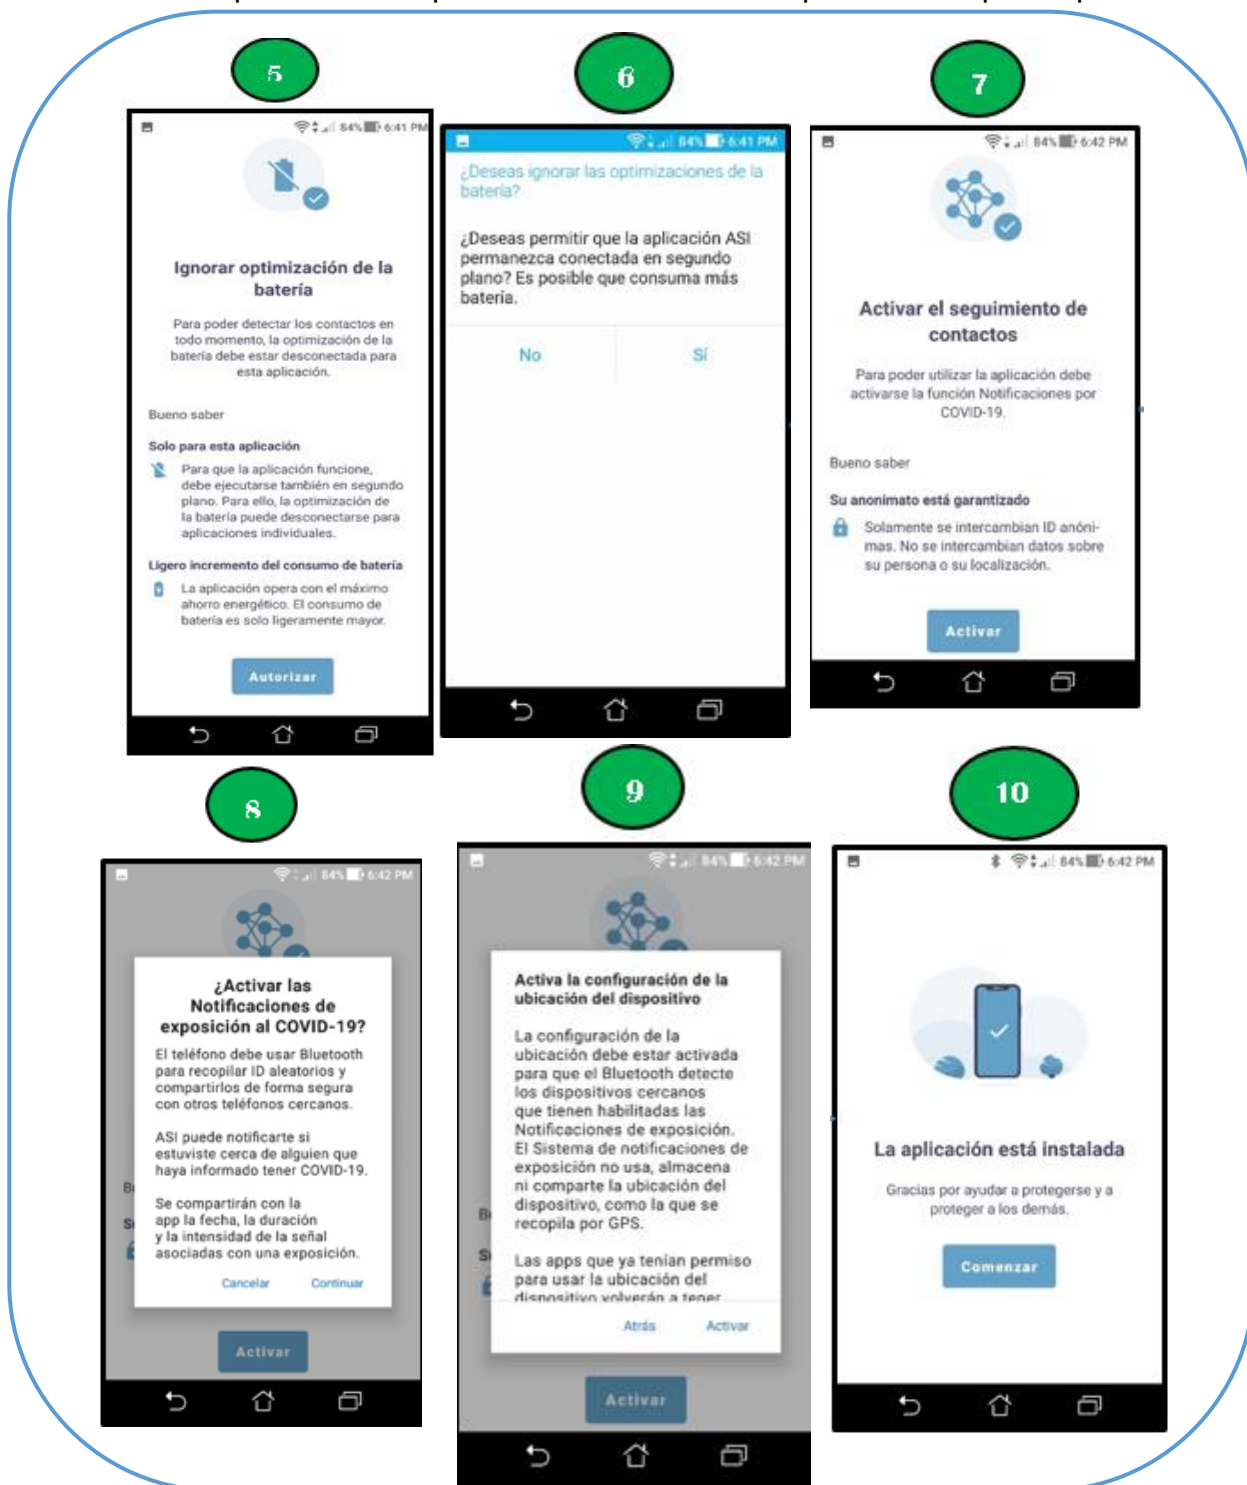 5
84% 6:41 PM
Ignorar optimización de la
batería
Para poder detectar los contactos en
todo momento, la optimización de la
batería debe estar desconectada para
esta aplicación.
Bueno saber
Solo para esta aplicación
Para que la aplicación funcione,
debe ejecutarse también en segundo
plano. Para ello, la optimización de
la batería puede desconectarse para
aplicaciones individuales.
Ligero incremento del consumo de batería
La aplicación opera con el máximo
ahorro energético. El consumo de
batería es solo ligeramente mayor.
Autorizar
6
84% 6:41 PM
¿Deseas ignorar las optimizaciones de la
batería?
¿Deseas permitir que la aplicación ASI
permanezca conectada en segundo
plano? Es posible que consuma más
batería.
No Sí
7
84% 6:42 PM
Activar el seguimiento de
contactos
Para poder utilizar la aplicación debe
activarse la función Notificaciones por
COVID-19.
Bueno saber
Su anonimato está garantizado
Solamente se intercambian ID anóni-
mas. No se intercambian datos sobre
su persona o su localización.
Activar
8
84% 6:42 PM
¿Activar las
Notificaciones de
exposición al COVID-19?
El teléfono debe usar Bluetooth
para recopilar ID aleatorios y
compartirlos de forma segura
con otros teléfonos cercanos.
ASI puede notificarte si
estuviste cerca de alguien que
haya informado tener COVID-19.
Se compartirán con la
app la fecha, la duración
y la intensidad de la señal
asociadas con una exposición.
Cancelar Continuar
Activar
9
84% 6:42 PM
Activa la configuración de la
ubicación del dispositivo
La configuración de la
ubicación debe estar activada
para que el Bluetooth detecte
los dispositivos cercanos
que tienen habilitadas las
Notificaciones de exposición.
El Sistema de notificaciones de
exposición no usa, almacena
ni comparte la ubicación del
dispositivo, como la que se
recopila por GPS.
Las apps que ya tenían permiso
para usar la ubicación del
dispositivo volverán a tener
Atrás Activar
Activar
10
84% 6:42 PM
La aplicación está instalada
Gracias por ayudar a protegerse y a
proteger a los demás.
Comenzar